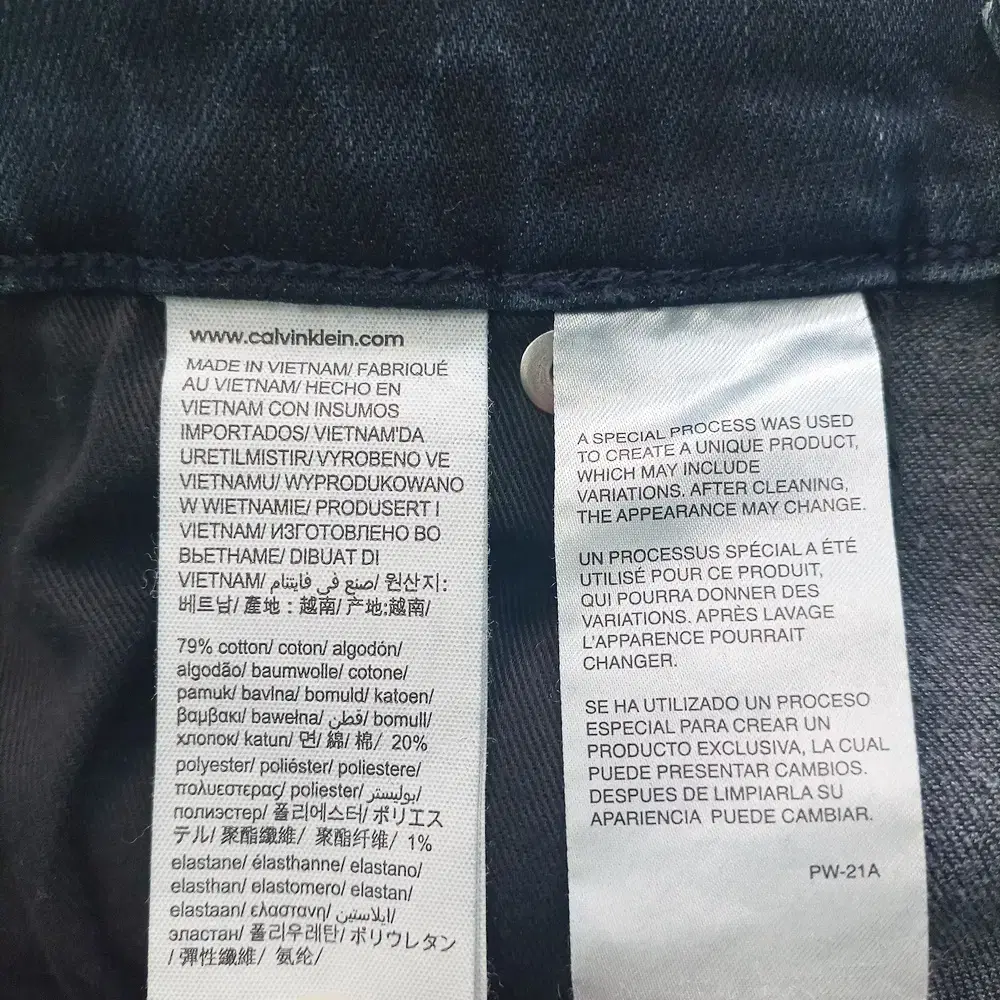 www.calvinklein.com
MADE IN VIETNAM/ FABRIQUÉ
AU VIETNAM/ HECHO EN
VIETNAM CON INSUMOS
IMPORTADOS/ VIETNAM'DA
URETILMISTIR/ VYROBENO VE
VIETNAMU/ WYPRODUKOWANO
W WIETNAMIE/ PRODUSERT I
VIETNAM/ ИЗГОТОВЛЕНО ВО
ВЬЕТНАМЕ/ DIBUAT DI
VIETNAM/ صنع في فايتنام/ 원산지:
베트남/ 產地：越南/ 产地:越南/
79% cotton/ coton/ algodón/
algodão/ baumwolle/ cotone/
pamuk/ bavlna/ bomuld/ katoen/
βαμβακι/ bawełna/ قطن/ bomull/
хлопок/ katun/ 면/ 綿/ 棉/ 20%
polyester/ poliéster/ poliestere/
πολυεστερας/ poliester/ بوليستر/
полиэстер/ 폴리에스터/ ポリエス
テル/ 聚酯纖維/ 聚酯纤维/ 1%
elastane/ élasthanne/ elastano/
elasthan/ elastomero/ elastan/
elastaan/ ελαστανη/ إيلاستين/
эластан/ 폴리우레탄/ ポリウレタン
/ 彈性纖維/ 氨纶/
A SPECIAL PROCESS WAS USED
TO CREATE A UNIQUE PRODUCT,
WHICH MAY INCLUDE
VARIATIONS. AFTER CLEANING,
THE APPEARANCE MAY CHANGE.
UN PROCESSUS SPÉCIAL A ÉTÉ
UTILISÉ POUR CE PRODUIT,
QUI POURRA DONNER DES
VARIATIONS. APRÈS LAVAGE
L'APPARENCE POURRAIT
CHANGER.
SE HA UTILIZADO UN PROCESO
ESPECIAL PARA CREAR UN
PRODUCTO EXCLUSIVA, LA CUAL
PUEDE PRESENTAR CAMBIOS.
DESPUES DE LIMPIARLA SU
APARIENCIA PUEDE CAMBIAR.
PW-21A